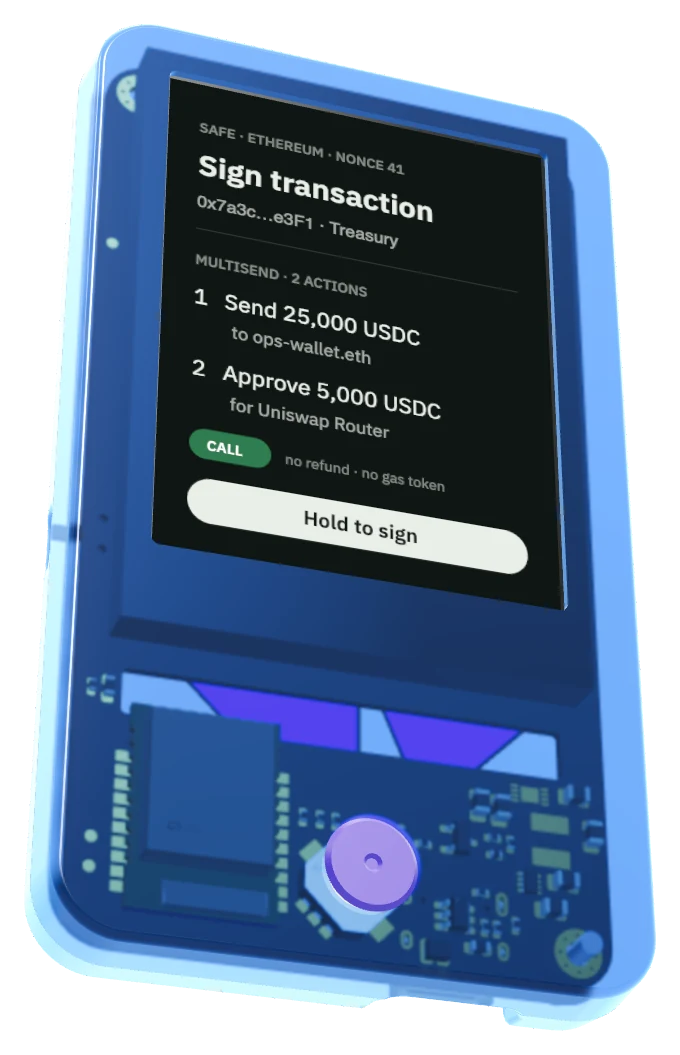 SAFE · ETHEREUM · NONCE 41
Sign transaction
0x7a3c...e3F1 · Treasury
MULTISEND · 2 ACTIONS
1 Send 25,000 USDC
to ops-wallet.eth
2 Approve 5,000 USDC
for Uniswap Router
CALL no refund · no gas token
Hold to sign